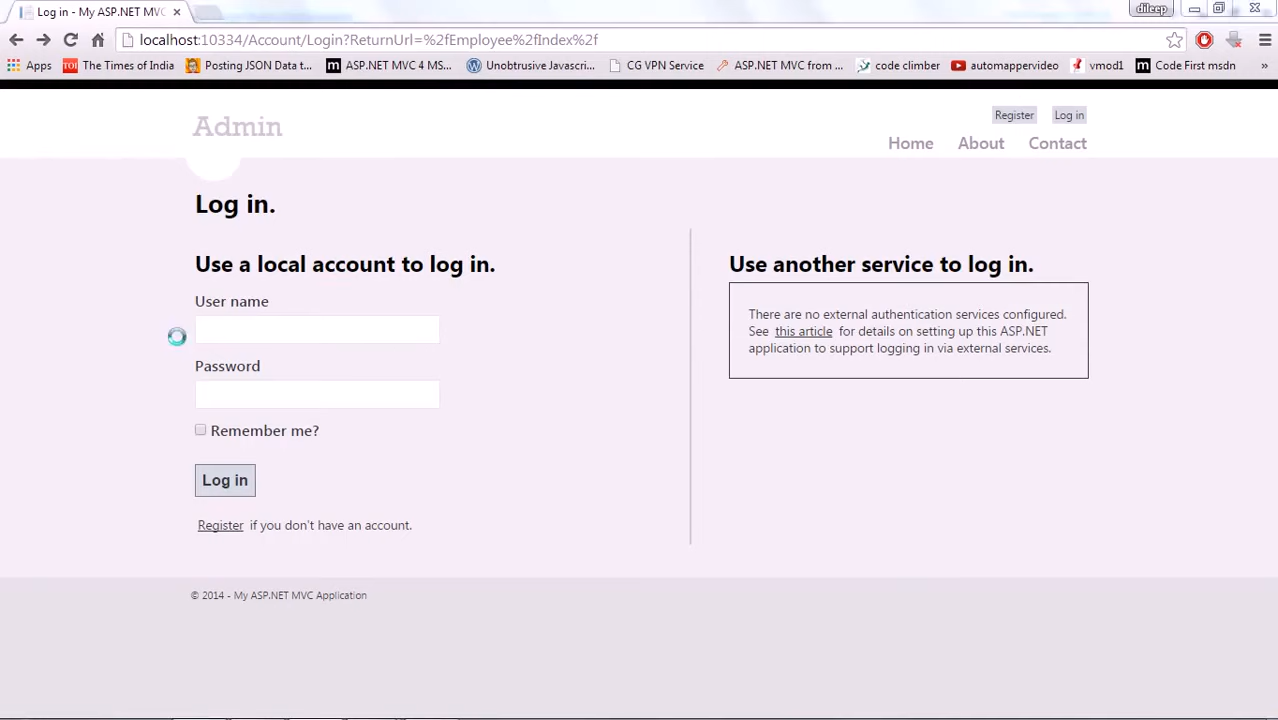 Log in - My ASP.NET MVC
dileep
localhost:10334/Account/Login?ReturnUrl=%2fEmployee%2fIndex%2f
Apps The Times of India Posting JSON Data t... ASP.NET MVC 4 MS... Unobtrusive Javascri... CG VPN Service ASP.NET MVC from ... code climber automappervideo vmod1 Code First msdn »
Admin
Register Log in
Home About Contact
Log in.
Use a local account to log in.
User name
Password
Remember me?
Log in
Register if you don't have an account.
Use another service to log in.
There are no external authentication services configured.
See this article for details on setting up this ASP.NET
application to support logging in via external services.
© 2014 - My ASP.NET MVC Application